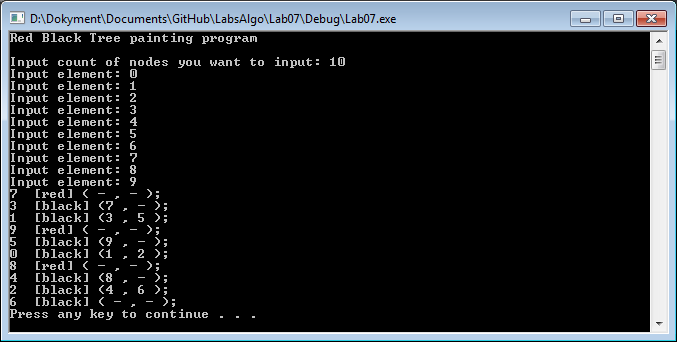 D:\Dokyment\Documents\GitHub\LabsAlgo\Lab07\Debug\Lab07.exe
Red Black Tree painting program
Input count of nodes you want to input: 10
Input element: 0
Input element: 1
Input element: 2
Input element: 3
Input element: 4
Input element: 5
Input element: 6
Input element: 7
Input element: 8
Input element: 9
7  [red] ( - , - );
3  [black] (7 , - );
1  [black] (3 , 5 );
9  [red] ( - , - );
5  [black] (9 , - );
0  [black] (1 , 2 );
8  [red] ( - , - );
4  [black] (8 , - );
2  [black] (4 , 6 );
6  [black] ( - , - );
Press any key to continue . . .